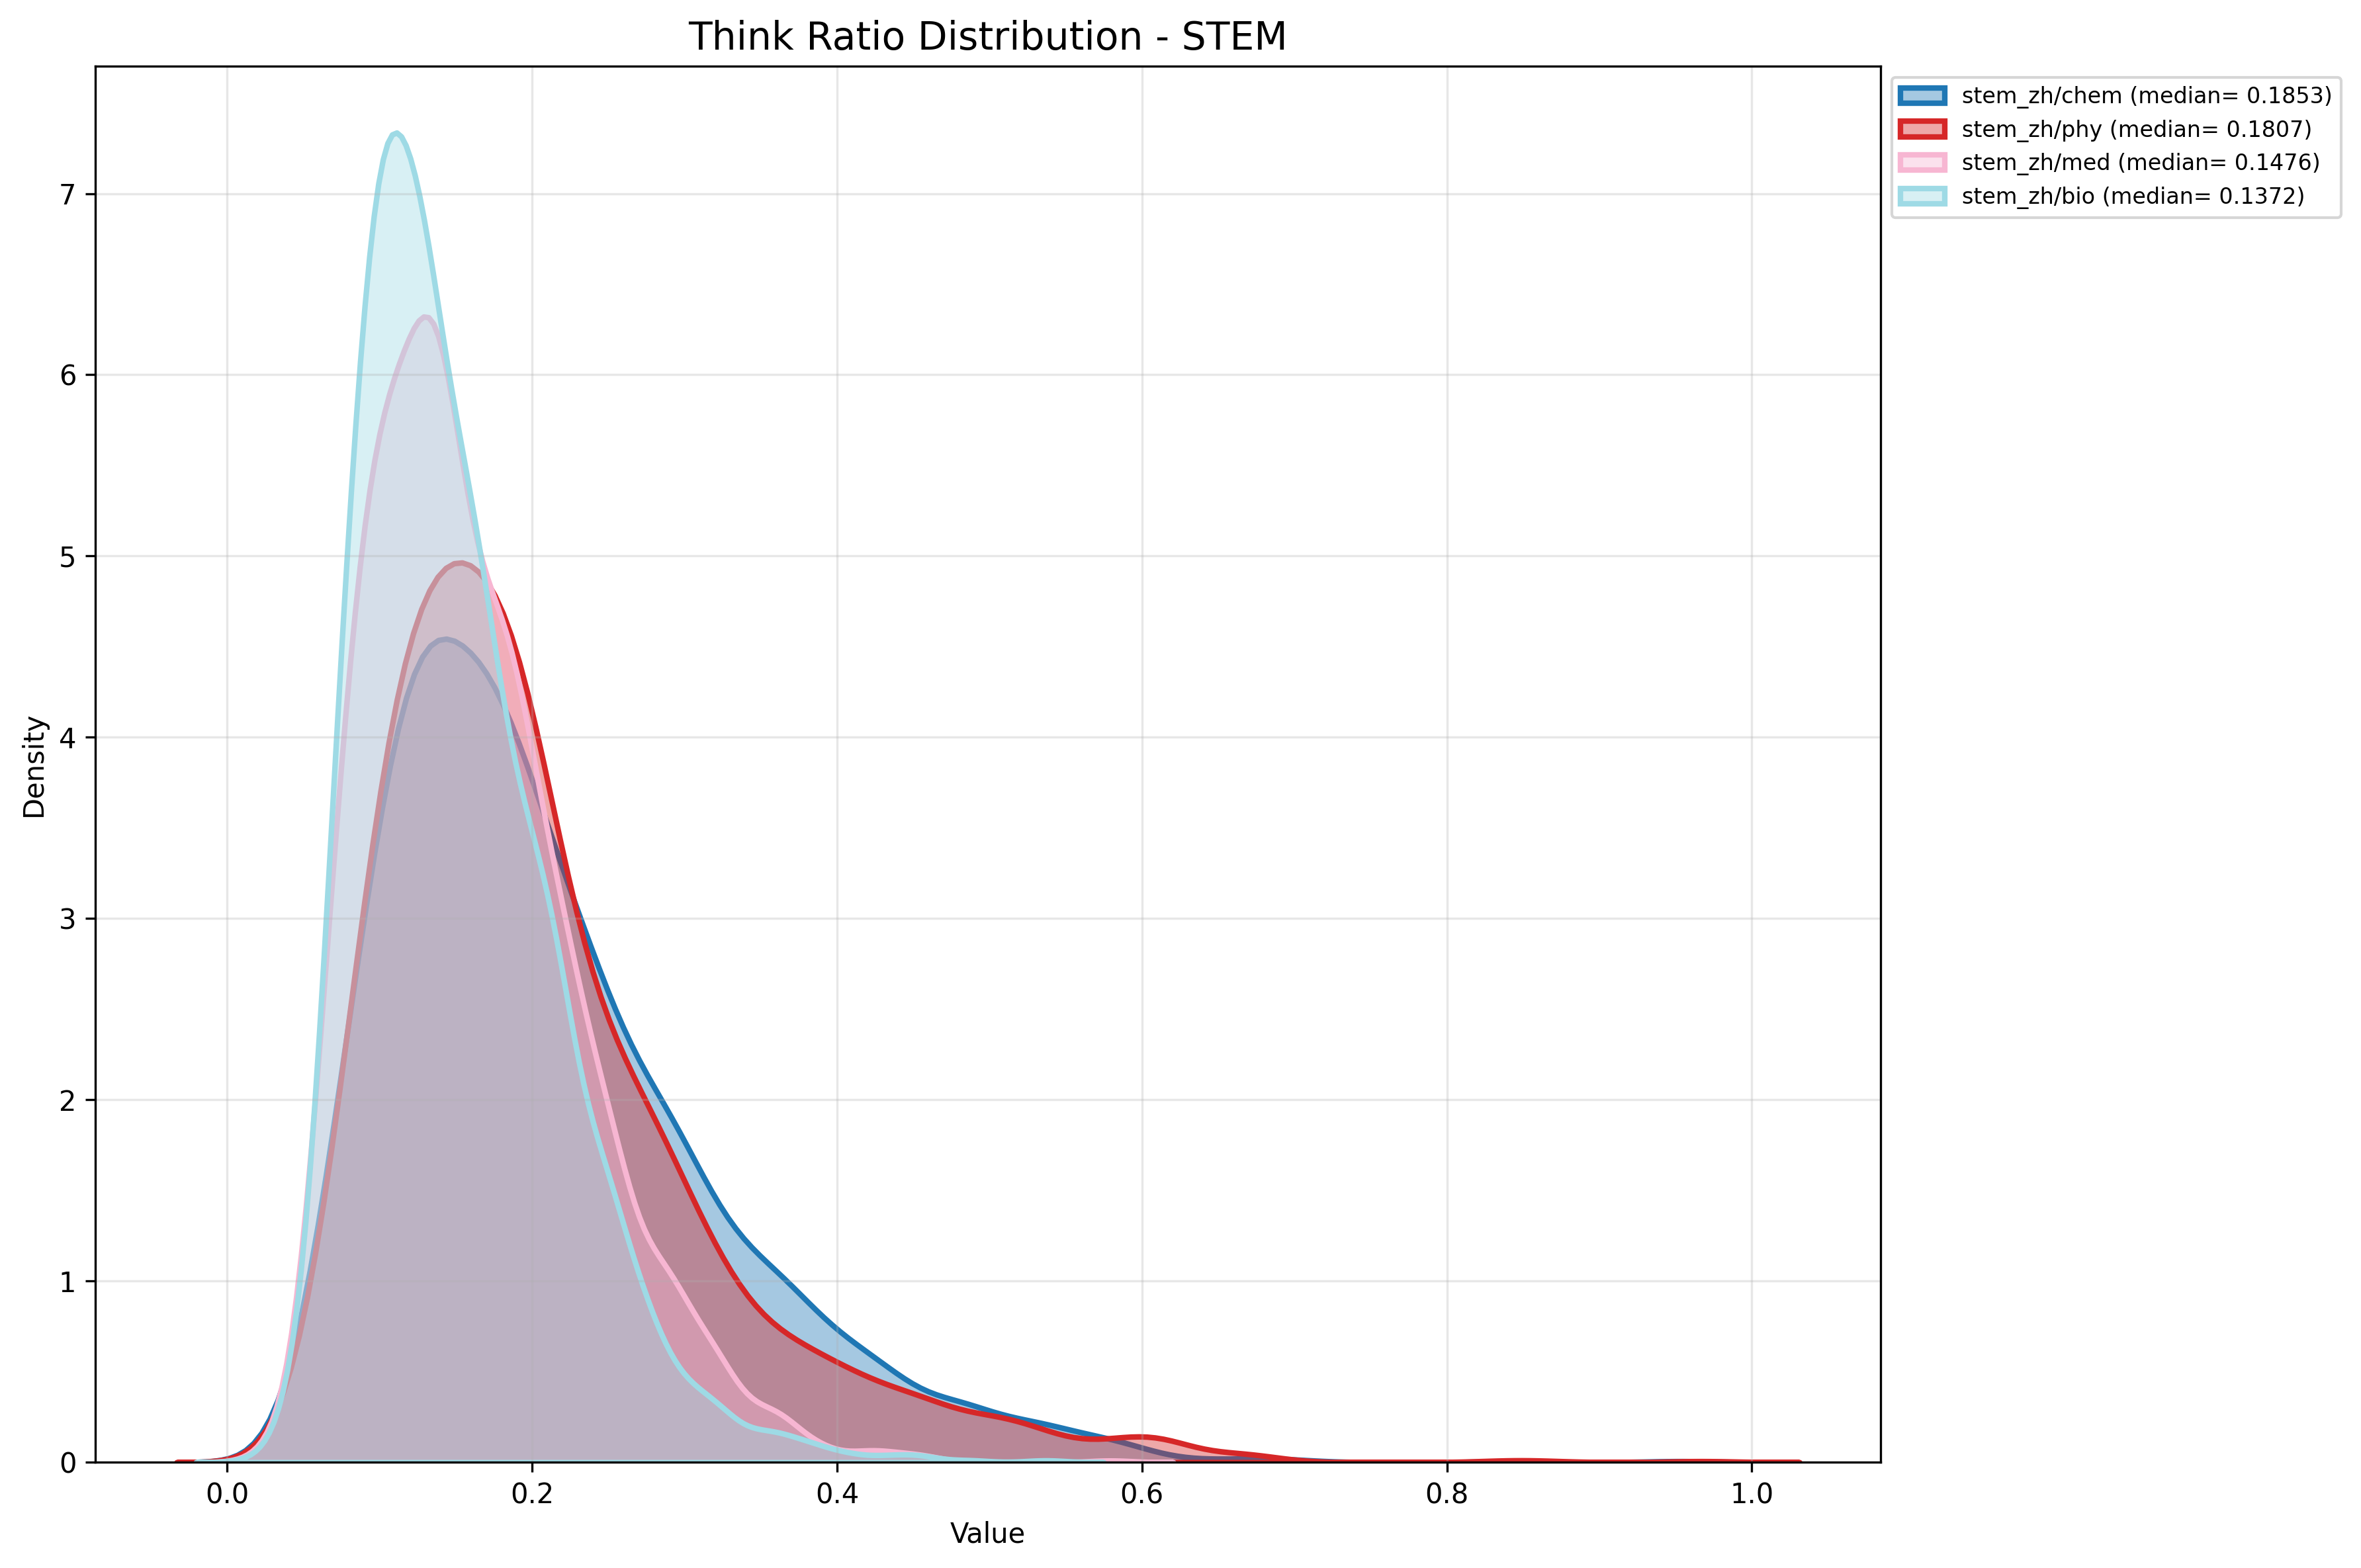 Think Ratio Distribution - STEM
stem_zh/chem (median= 0.1853)
stem_zh/phy (median= 0.1807)
stem_zh/med (median= 0.1476)
stem_zh/bio (median= 0.1372)
7
6
5
4
3
2
1
0
Density
0.0 0.2 0.4 0.6 0.8 1.0
Value